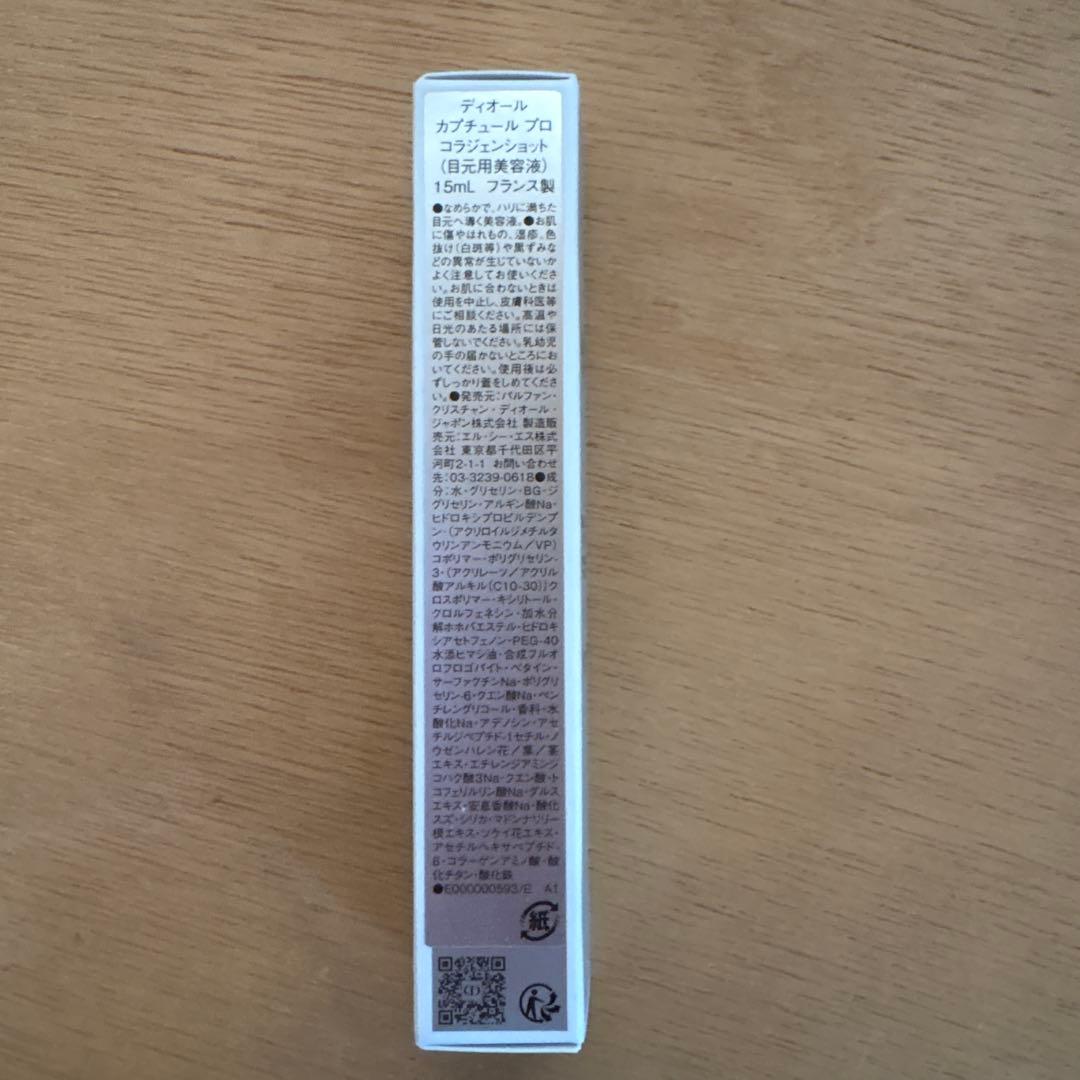 ディオール
カプチュール プロ
コラジェンショット
(目元用美容液)
15mL フランス製
●なめらかで、ハリに満ちた
目元へ導く美容液。●お肌
に傷やはれもの、湿疹、色
抜け(白斑等)や黒ずみな
どの異常が生じていないか
よく注意してお使いくださ
い。お肌に合わないときは
使用を中止し、皮膚科医等
にご相談ください。高温や
日光のあたる場所には保
管しないでください。乳幼児
の手の届かないところにお
いてください。使用後は必
ずしっかり蓋をしめてくださ
い。●発売元:パルファン・
クリスチャン・ディオール・
ジャポン株式会社 製造販
売元:エル・シー・エス株式
会社 東京都千代田区平
河町2-1-1 お問い合わせ
先:03-3239-0618●成
分:水・グリセリン・BG・ジ
グリセリン・アルギン酸Na・
ヒドロキシプロピルデンプ
ン・(アクリロイルジメチルタ
ウリンアンモニウム/VP)
コポリマー・ポリグリセリン-
3・(アクリレーツ/アクリル
酸アルキル(C10-30))ク
ロスポリマー・キシリトール・
クロルフェネシン・加水分
解ホホバエステル・ヒドロキ
シアセトフェノン・PEG-40
水添ヒマシ油・合成フルオ
ロフロゴパイト・ベタイン・
サーファクチンNa・ポリグリ
セリン-6・クエン酸Na・ペン
チレングリコール・香料・水
酸化Na・アデノシン・アセ
チルジペプチド-1セチル・ノ
ウゼンハレン花/葉/茎
エキス・エチレンジアミンジ
コハク酸3Na・クエン酸・ト
コフェリルリン酸Na・ダルス
エキス・安息香酸Na・酸化
スズ・シリカ・マドンナリリー
根エキス・ツゲイ花エキス・
アセチルヘキサペプチド-
8・コラーゲンアミノ酸・酸
化チタン・酸化鉄
●E000000593/E A1
紙
CD